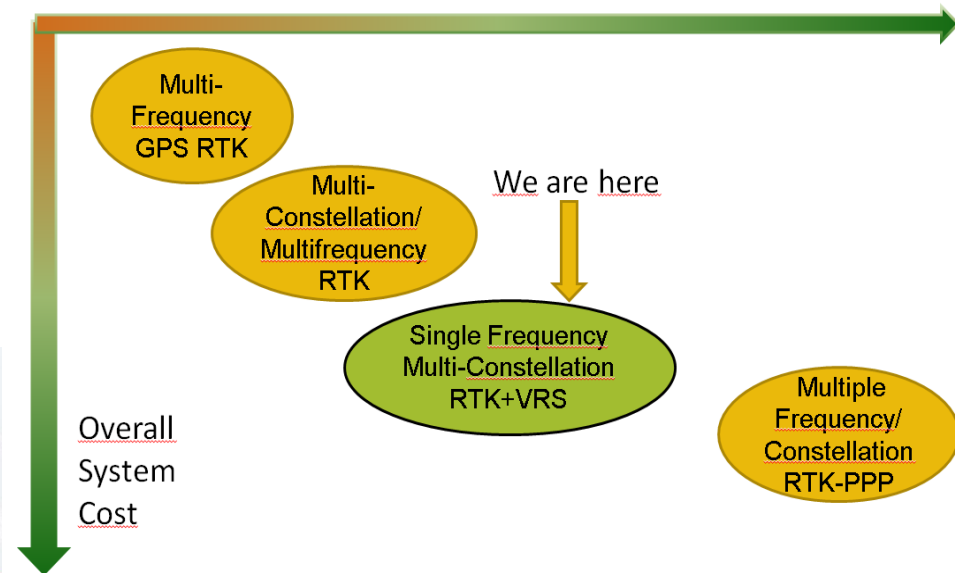 Multi-
Frequency
GPS RTK
Multi-
Constellation/
Multifrequency
RTK
We are here
Single Frequency
Multi-Constellation
RTK+VRS
Multiple
Frequency/
Constellation
RTK-PPP
Overall
System
Cost